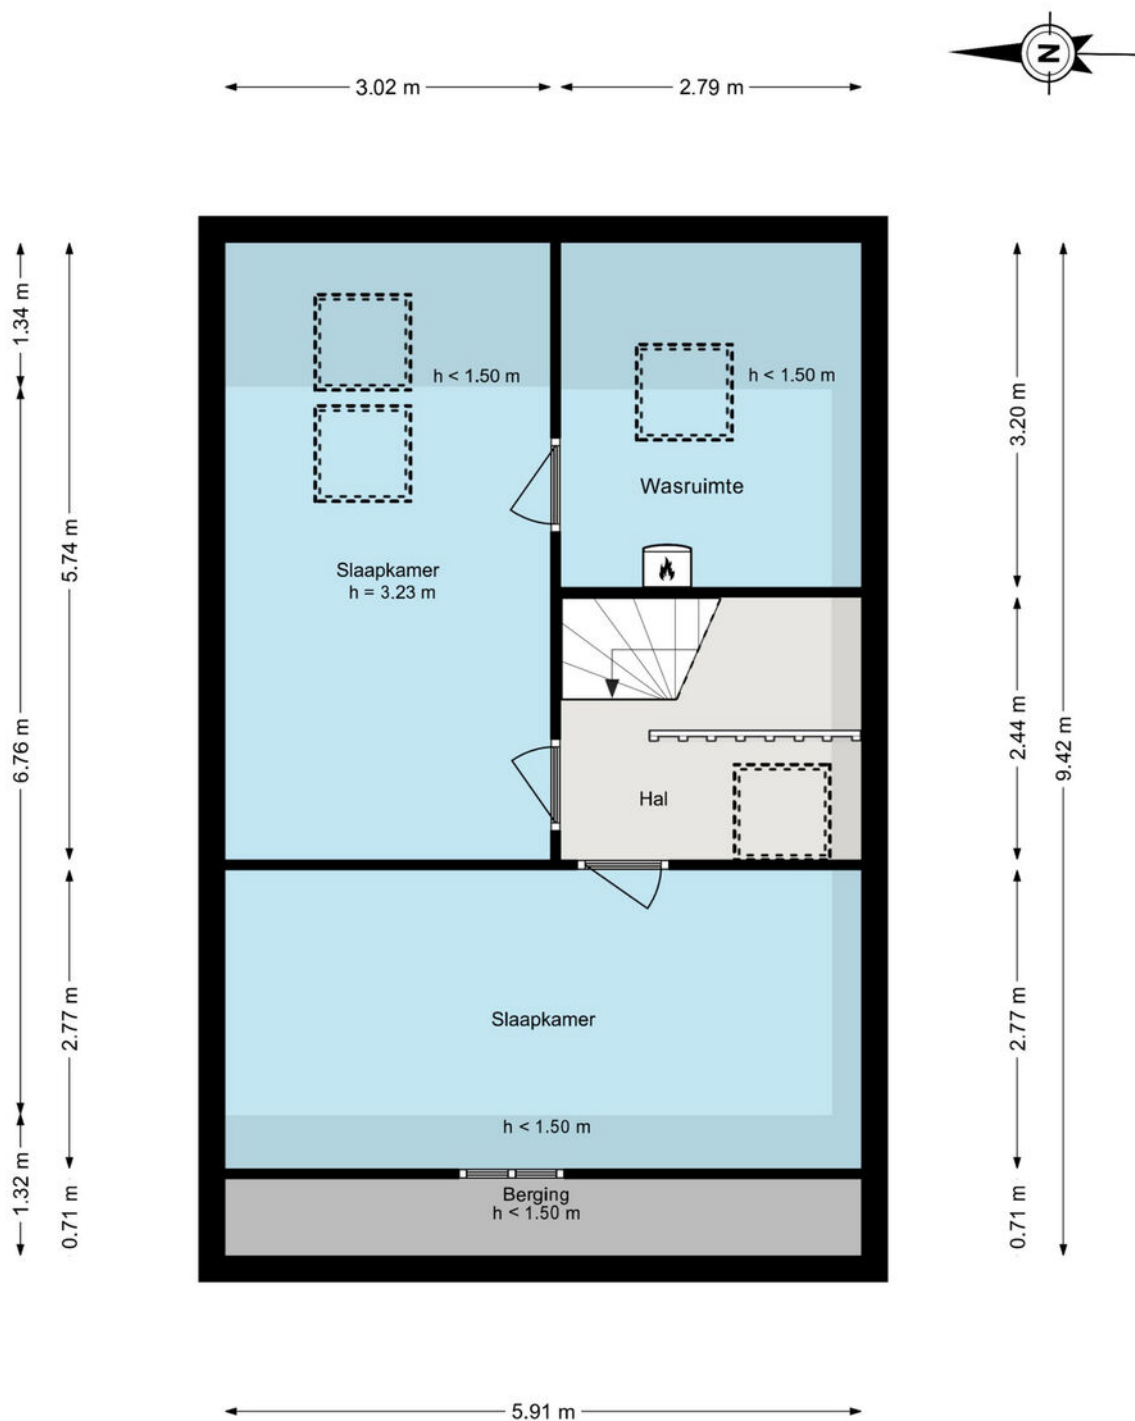 N
3.02 m
2.79 m
1.34 m
5.74 m
6.76 m
2.77 m
1.32 m
0.71 m
h < 1.50 m
h < 1.50 m
Wasruimte
Slaapkamer
h = 3.23 m
Hal
Slaapkamer
h < 1.50 m
Berging
h < 1.50 m
3.20 m
2.44 m
9.42 m
2.77 m
0.71 m
5.91 m